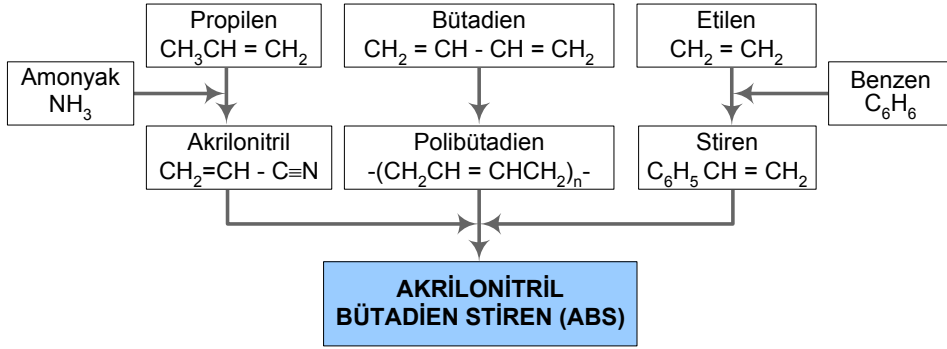 Propilen
CH₃CH = CH₂
Bütadien
CH₂ = CH - CH = CH₂
Etilen
CH₂ = CH₂
Amonyak
NH₃
Benzen
C₆H₆
Akrilonitril
CH₂=CH - C≡N
Polibütadien
-(CH₂CH = CHCH₂)ₙ-
Stiren
C₆H₅ CH = CH₂
AKRİLONİTRİL
BÜTADİEN STİREN (ABS)